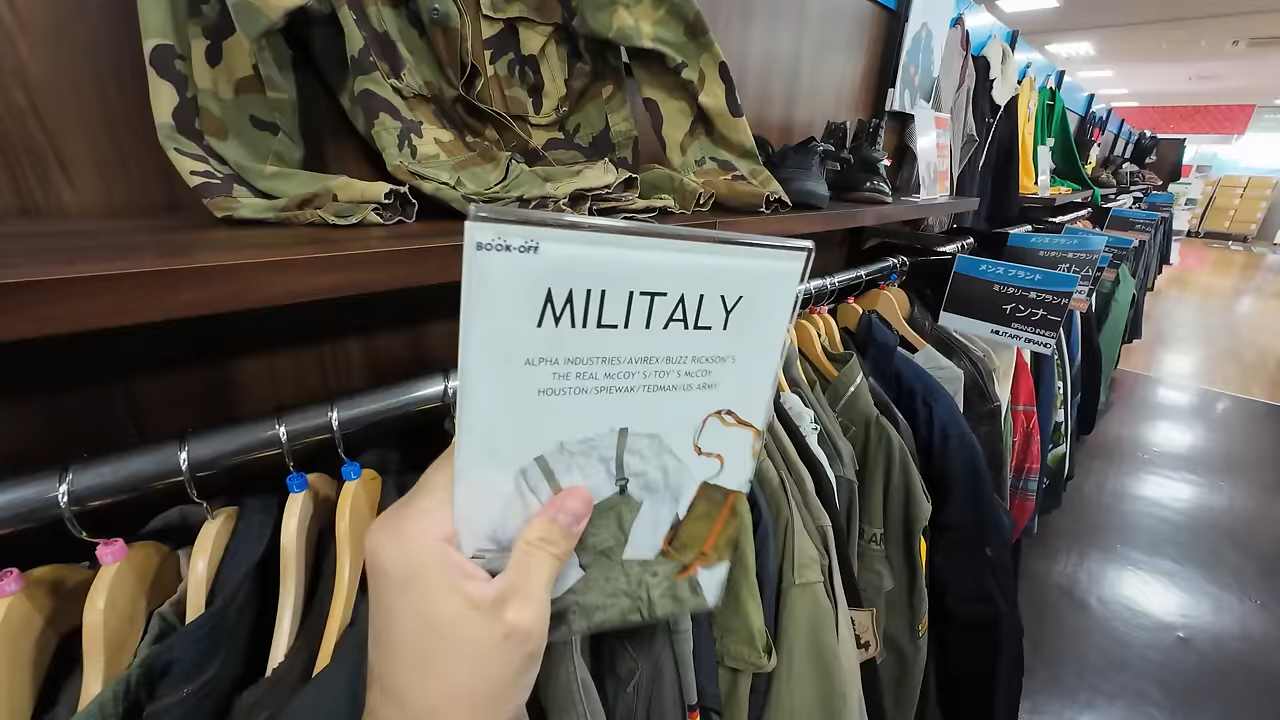 BOOK•OFF
MILITALY
ALPHA INDUSTRIES/AVIREX/BUZZ RICKSON'S
THE REAL McCOY'S/TOY'S McCOY
HOUSTON/SPIEWAK/TEDMAN/US ARMY
メンズ ブランド
ミリタリー系ブランド
インナー
BRAND INNER
MILITARY BRAND
メンズ ブランド
ミリタリー系ブランド
ボトム